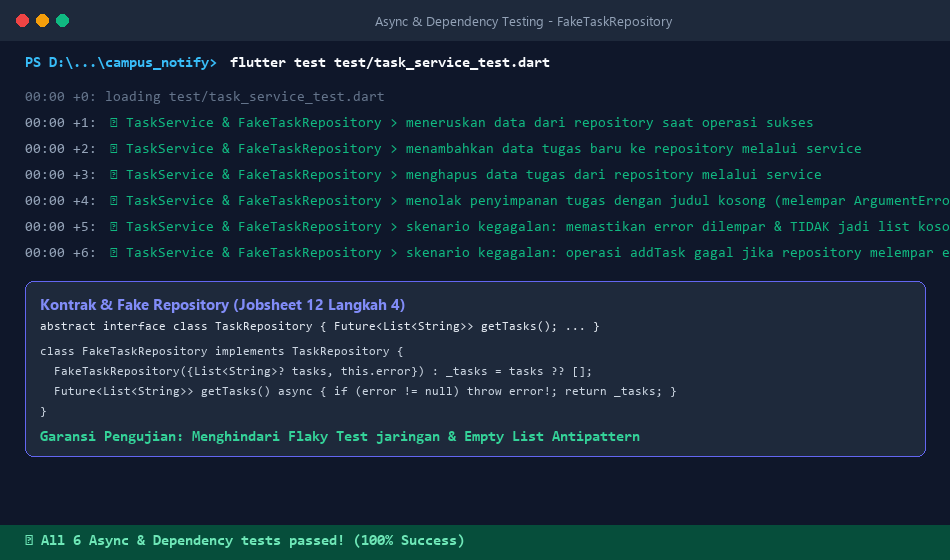 Async & Dependency Testing - FakeTaskRepository
PS D:\...\campus_notify> flutter test test/task_service_test.dart
00:00 +0: loading test/task_service_test.dart
00:00 +1: TaskService & FakeTaskRepository > meneruskan data dari repository saat operasi sukses
00:00 +2: TaskService & FakeTaskRepository > menambahkan data tugas baru ke repository melalui service
00:00 +3: TaskService & FakeTaskRepository > menghapus data tugas dari repository melalui service
00:00 +4: TaskService & FakeTaskRepository > menolak penyimpanan tugas dengan judul kosong (melempar ArgumentErro
00:00 +5: TaskService & FakeTaskRepository > skenario kegagalan: memastikan error dilempar & TIDAK jadi list koso
00:00 +6: TaskService & FakeTaskRepository > skenario kegagalan: operasi addTask gagal jika repository melempar e
Kontrak & Fake Repository (Jobsheet 12 Langkah 4)
abstract interface class TaskRepository { Future<List<String>> getTasks(); ... }
class FakeTaskRepository implements TaskRepository {
FakeTaskRepository({List<String>? tasks, this.error}) : _tasks = tasks ?? [];
Future<List<String>> getTasks() async { if (error != null) throw error!; return _tasks; }
}
Garansi Pengujian: Menghindari Flaky Test jaringan & Empty List Antipattern
All 6 Async & Dependency tests passed! (100% Success)